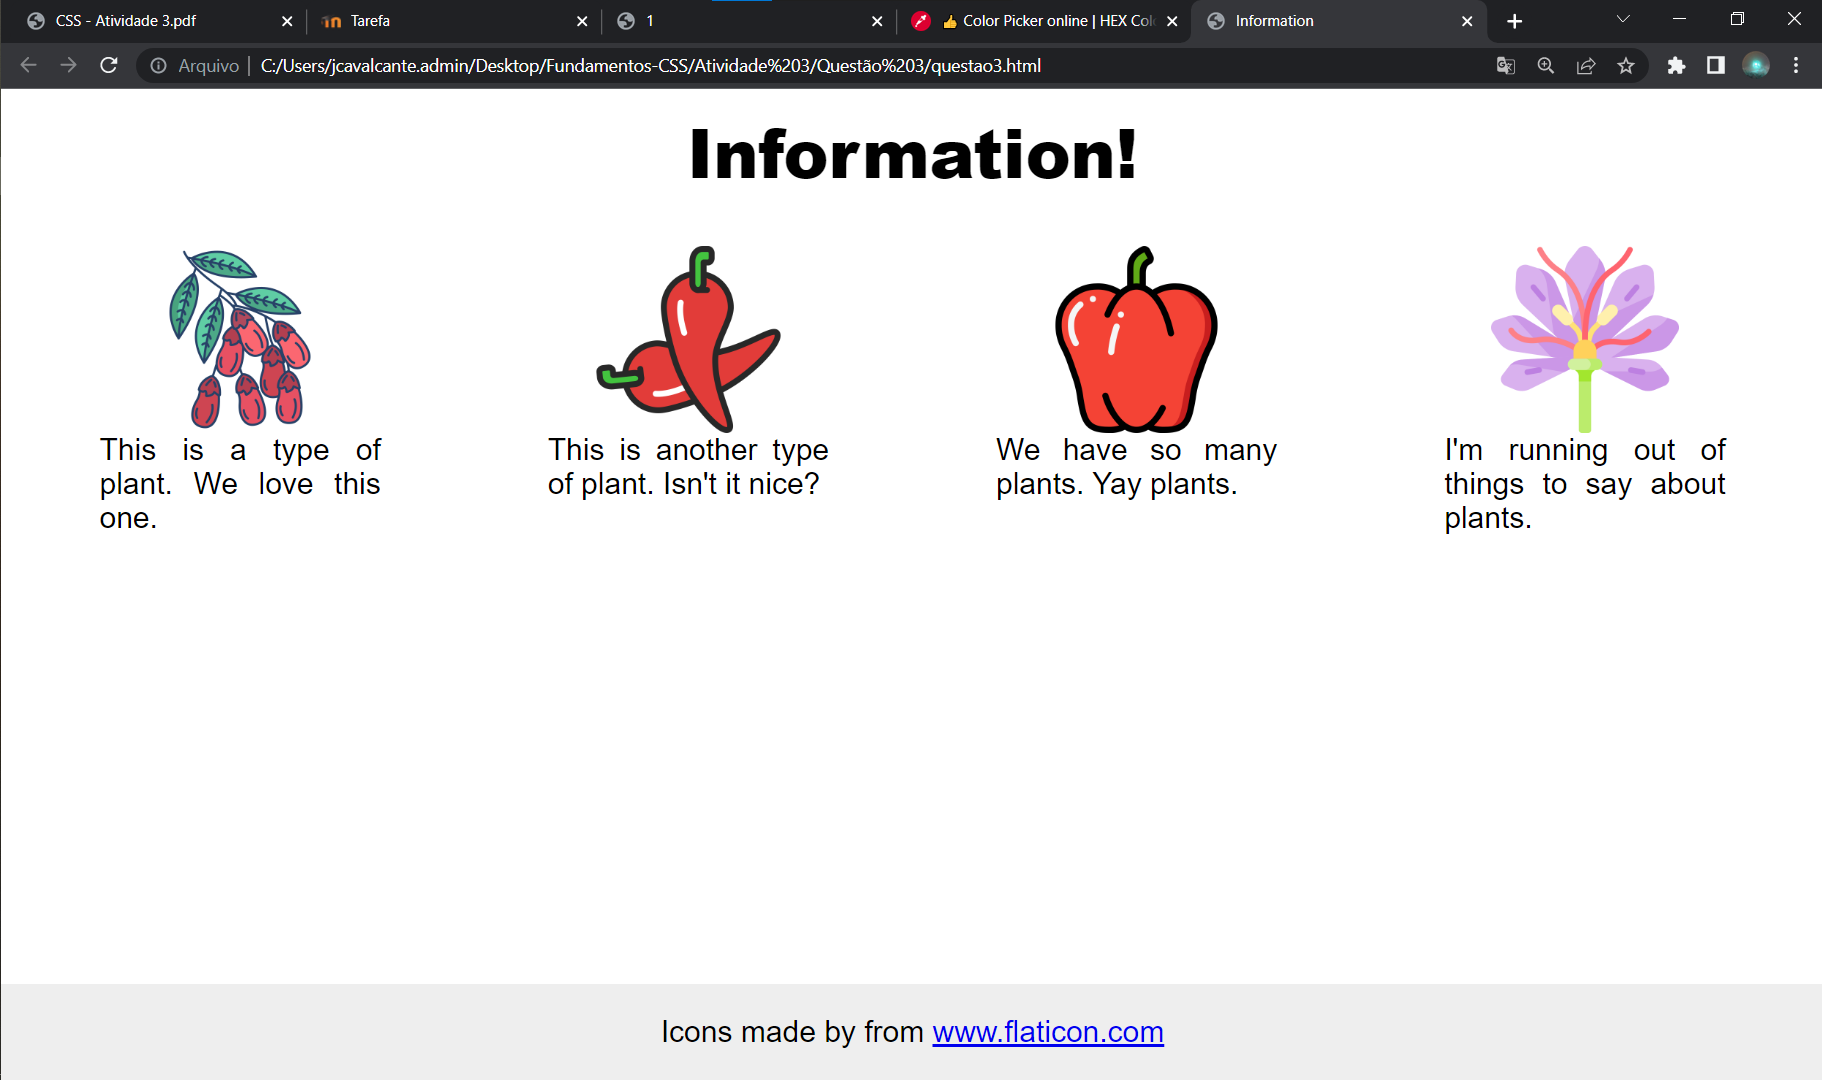 CSS - Atividade 3.pdf
Tarefa
1
👍 Color Picker online | HEX Colo
Information
Arquivo | C:/Users/jcavalcante.admin/Desktop/Fundamentos-CSS/Atividade%203/Questão%203/questao3.html
Information!
This is a type of
plant. We love this
one.
This is another type
of plant. Isn't it nice?
We have so many
plants. Yay plants.
I'm running out of
things to say about
plants.
Icons made by from www.flaticon.com